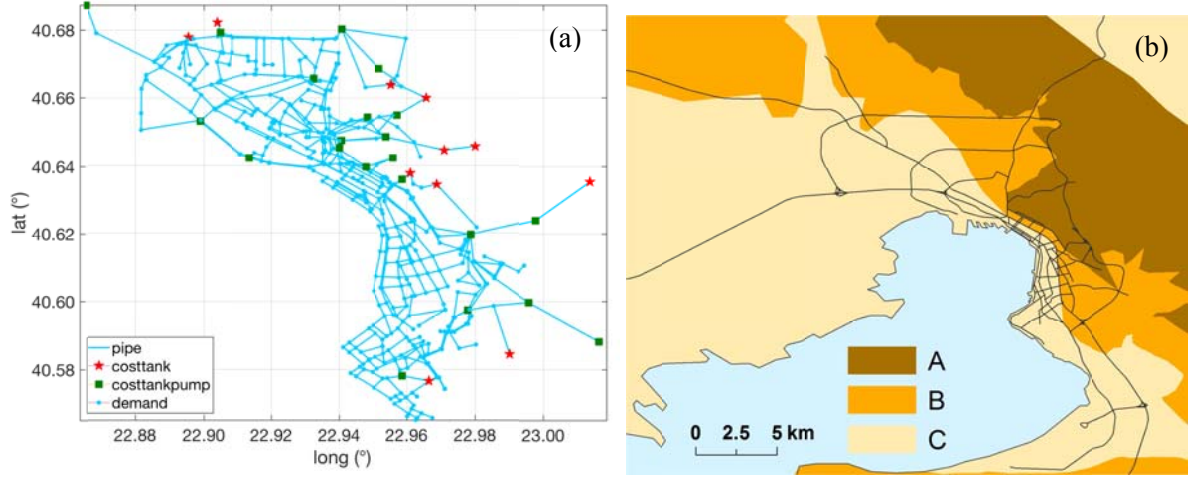 (a)
40.68
40.66
40.64
40.62
40.60
40.58
lat (°)
pipe
costtank
costtankpump
demand
22.88 22.90 22.92 22.94 22.96 22.98 23.00
long (°)
(b)
A
B
C
0 2.5 5 km